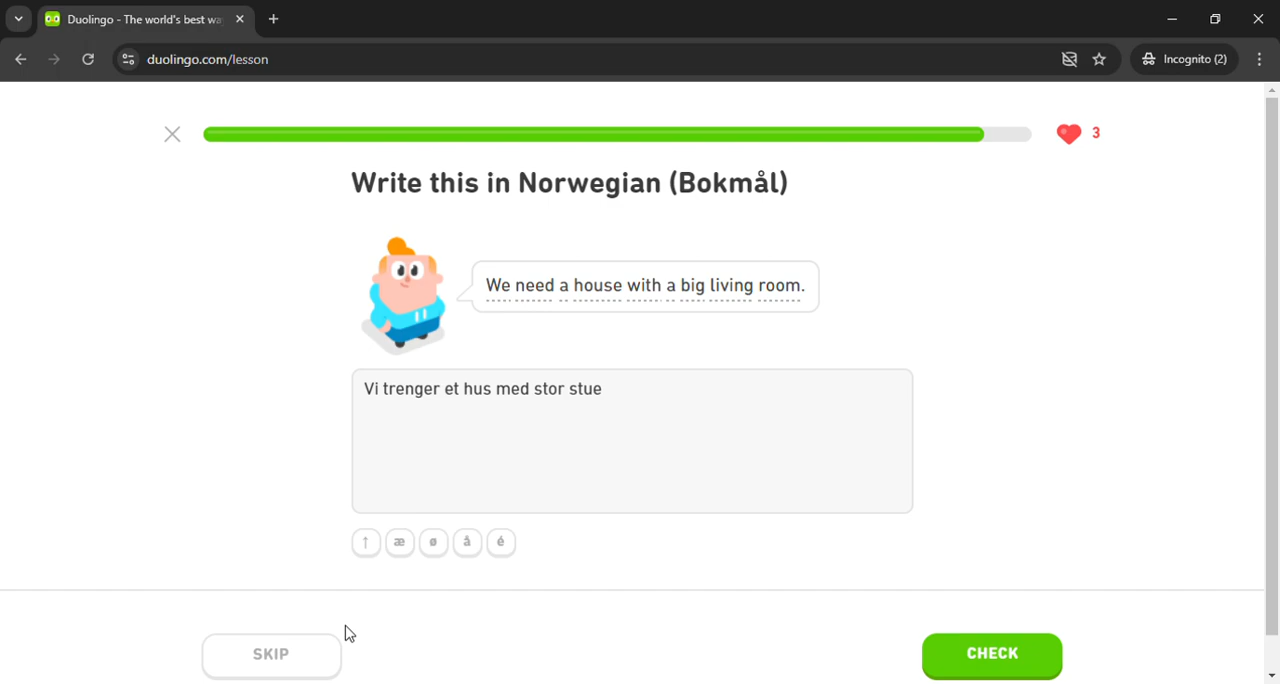 Duolingo - The world's best wa
duolingo.com/lesson
Incognito (2)
3
Write this in Norwegian (Bokmål)
We need a house with a big living room.
Vi trenger et hus med stor stue
↑ æ ø å é
SKIP
CHECK